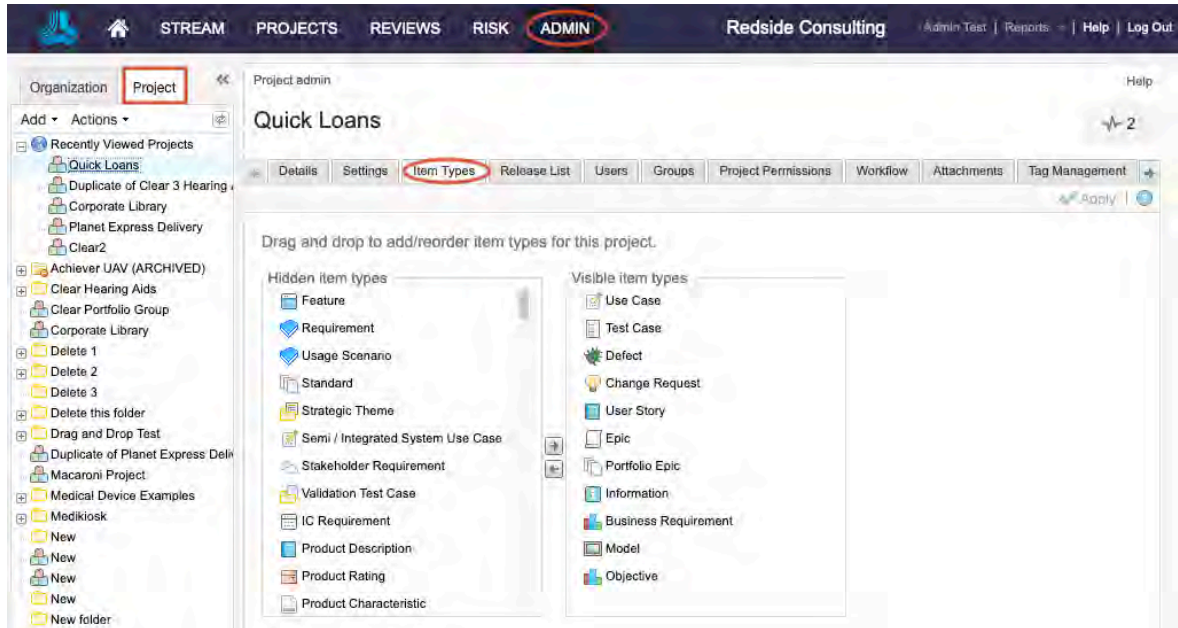 STREAM PROJECTS REVIEWS RISK ADMIN Redside Consulting Admin Test | Reports | Help | Log Out
Organization Project
Add Actions
Recently Viewed Projects
Quick Loans
Duplicate of Clear 3 Hearing
Corporate Library
Planet Express Delivery
Clear2
Achiever UAV (ARCHIVED)
Clear Hearing Aids
Clear Portfolio Group
Corporate Library
Delete 1
Delete 2
Delete 3
Delete this folder
Drag and Drop Test
Duplicate of Planet Express Deliv
Macaroni Project
Medical Device Examples
Medikiosk
New
New
New
New
New folder
Project admin Help
Quick Loans 2
Details Settings Item Types Release List Users Groups Project Permissions Workflow Attachments Tag Management
Apply
Drag and drop to add/reorder item types for this project.
Hidden item types
Feature
Requirement
Usage Scenario
Standard
Strategic Theme
Semi / Integrated System Use Case
Stakeholder Requirement
Validation Test Case
IC Requirement
Product Description
Product Rating
Product Characteristic
Visible item types
Use Case
Test Case
Defect
Change Request
User Story
Epic
Portfolio Epic
Information
Business Requirement
Model
Objective